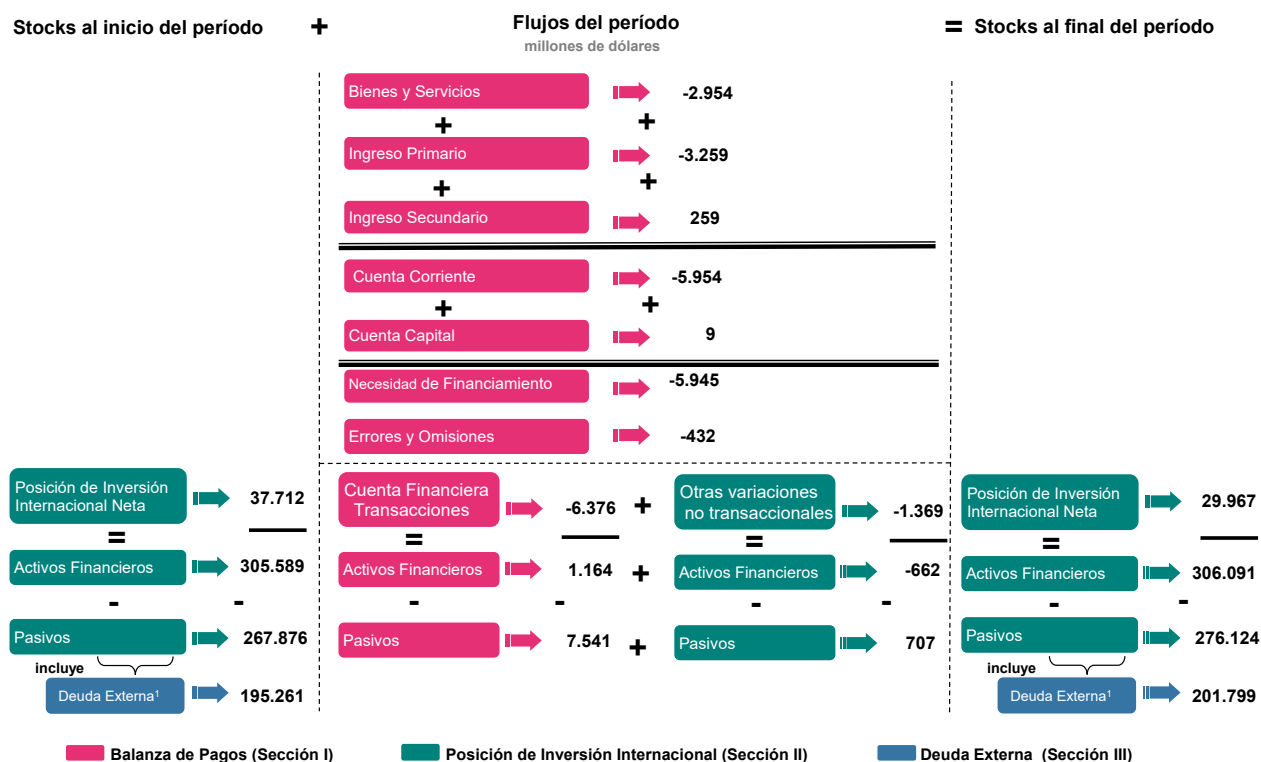 Stocks al inicio del período + Flujos del período = Stocks al final del período
millones de dólares
Bienes y Servicios -2.954
+ +
Ingreso Primario -3.259
+ +
Ingreso Secundario 259
Cuenta Corriente -5.954
+ +
Cuenta Capital 9
Necesidad de Financiamiento -5.945
Errores y Omisiones -432
Posición de Inversión
Internacional Neta 37.712
=
Activos Financieros 305.589
- -
Pasivos 267.876
incluye
Deuda Externa¹ 195.261
Cuenta Financiera
Transacciones -6.376 +
=
Activos Financieros 1.164 +
- -
Pasivos 7.541 +
Otras variaciones
no transaccionales -1.369
=
Activos Financieros -662
- -
Pasivos 707
Posición de Inversión
Internacional Neta 29.967
=
Activos Financieros 306.091
- -
Pasivos 276.124
incluye
Deuda Externa¹ 201.799
Balanza de Pagos (Sección I) Posición de Inversión Internacional (Sección II) Deuda Externa (Sección III)